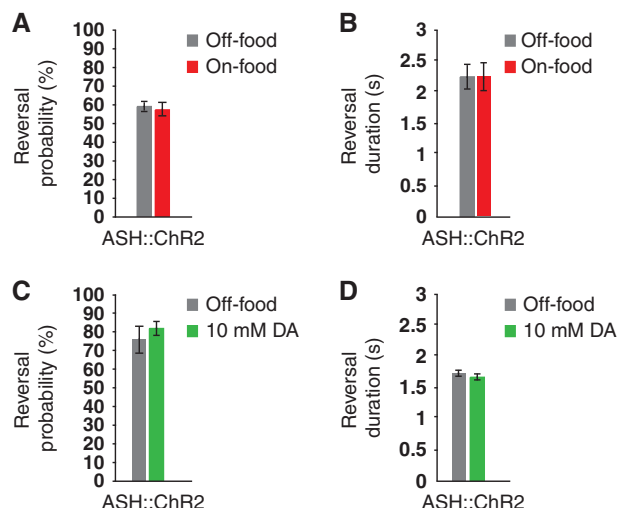 A
Reversal
probability (%)
100
90
80
70
60
50
40
30
20
10
0
Off-food
On-food
ASH::ChR2
B
Reversal
duration (s)
3
2.5
2
1.5
1
0.5
0
Off-food
On-food
ASH::ChR2
C
Reversal
probability (%)
100
90
80
70
60
50
40
30
20
10
0
Off-food
10 mM DA
ASH::ChR2
D
Reversal
duration (s)
3
2.5
2
1.5
1
0.5
0
Off-food
10 mM DA
ASH::ChR2